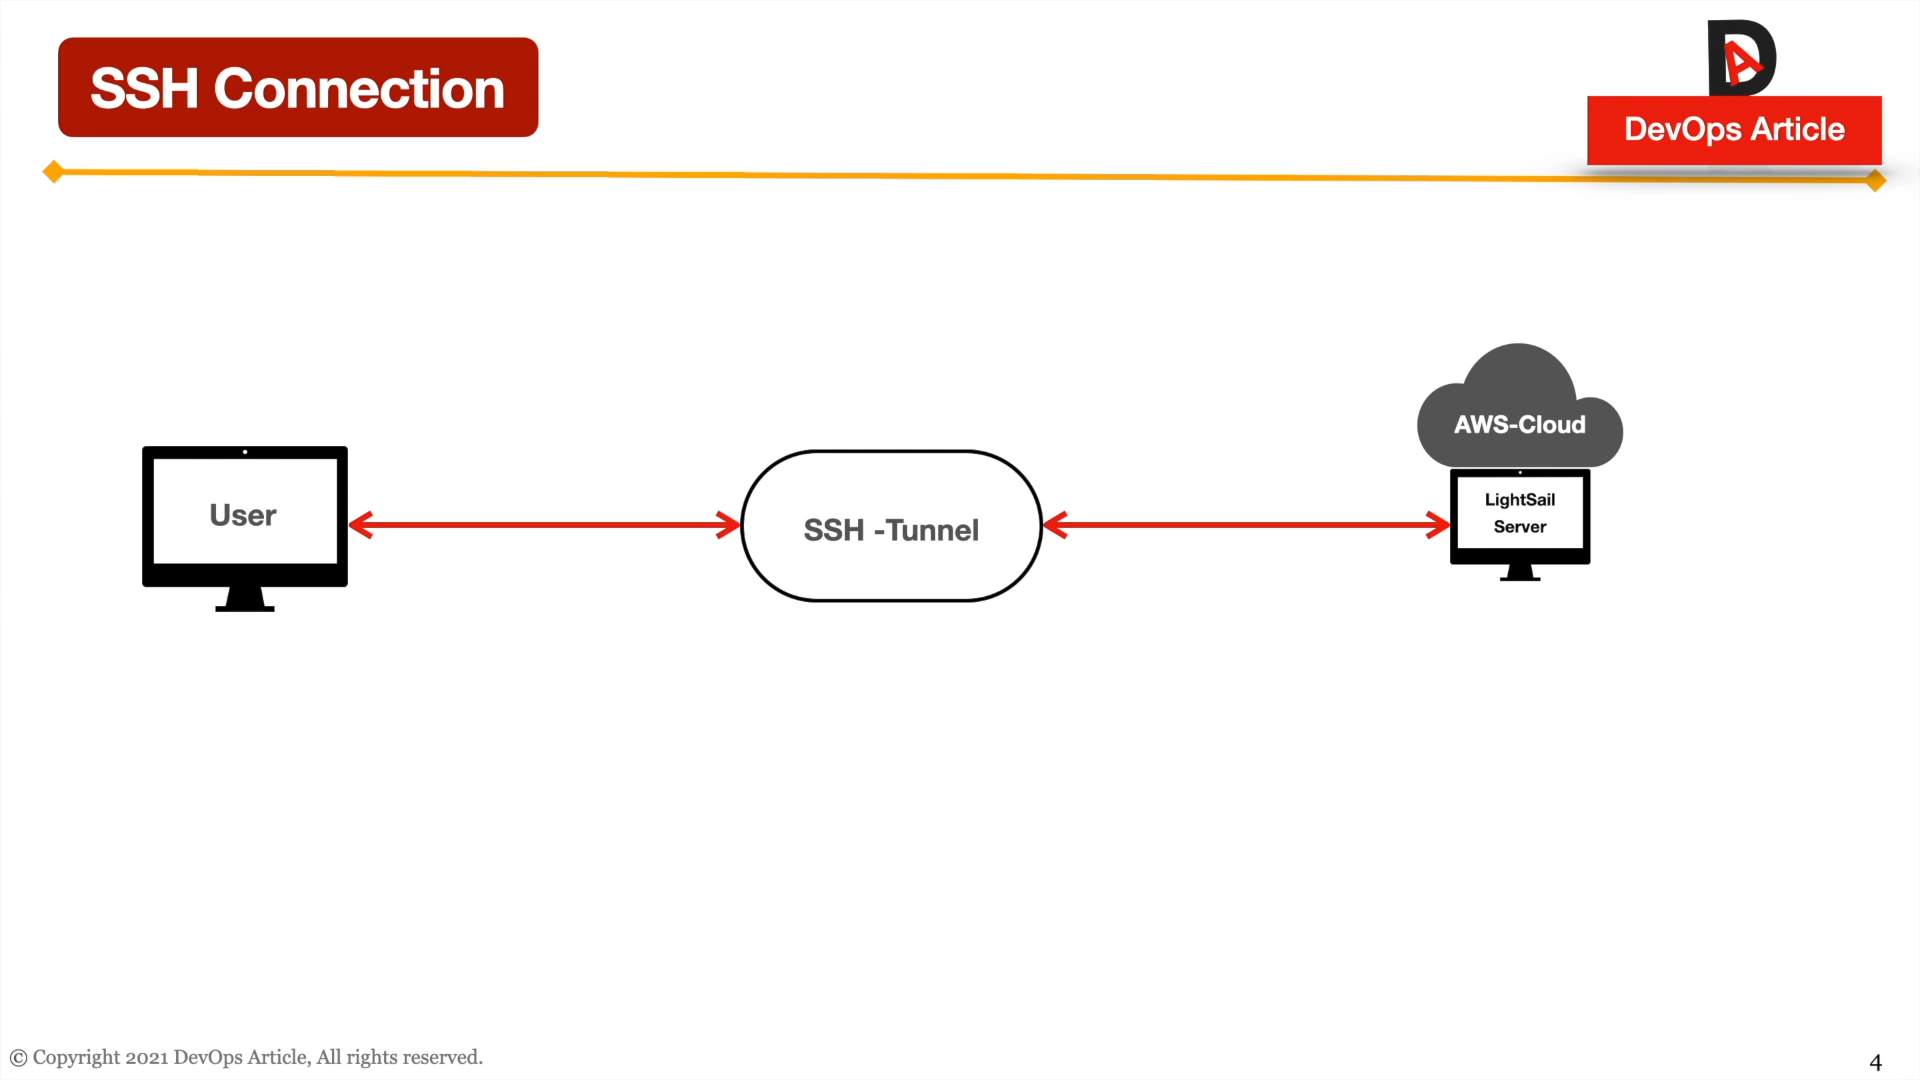 SSH Connection
DA
DevOps Article
AWS-Cloud
LightSail
Server
User
SSH -Tunnel
© Copyright 2021 DevOps Article, All rights reserved.
4